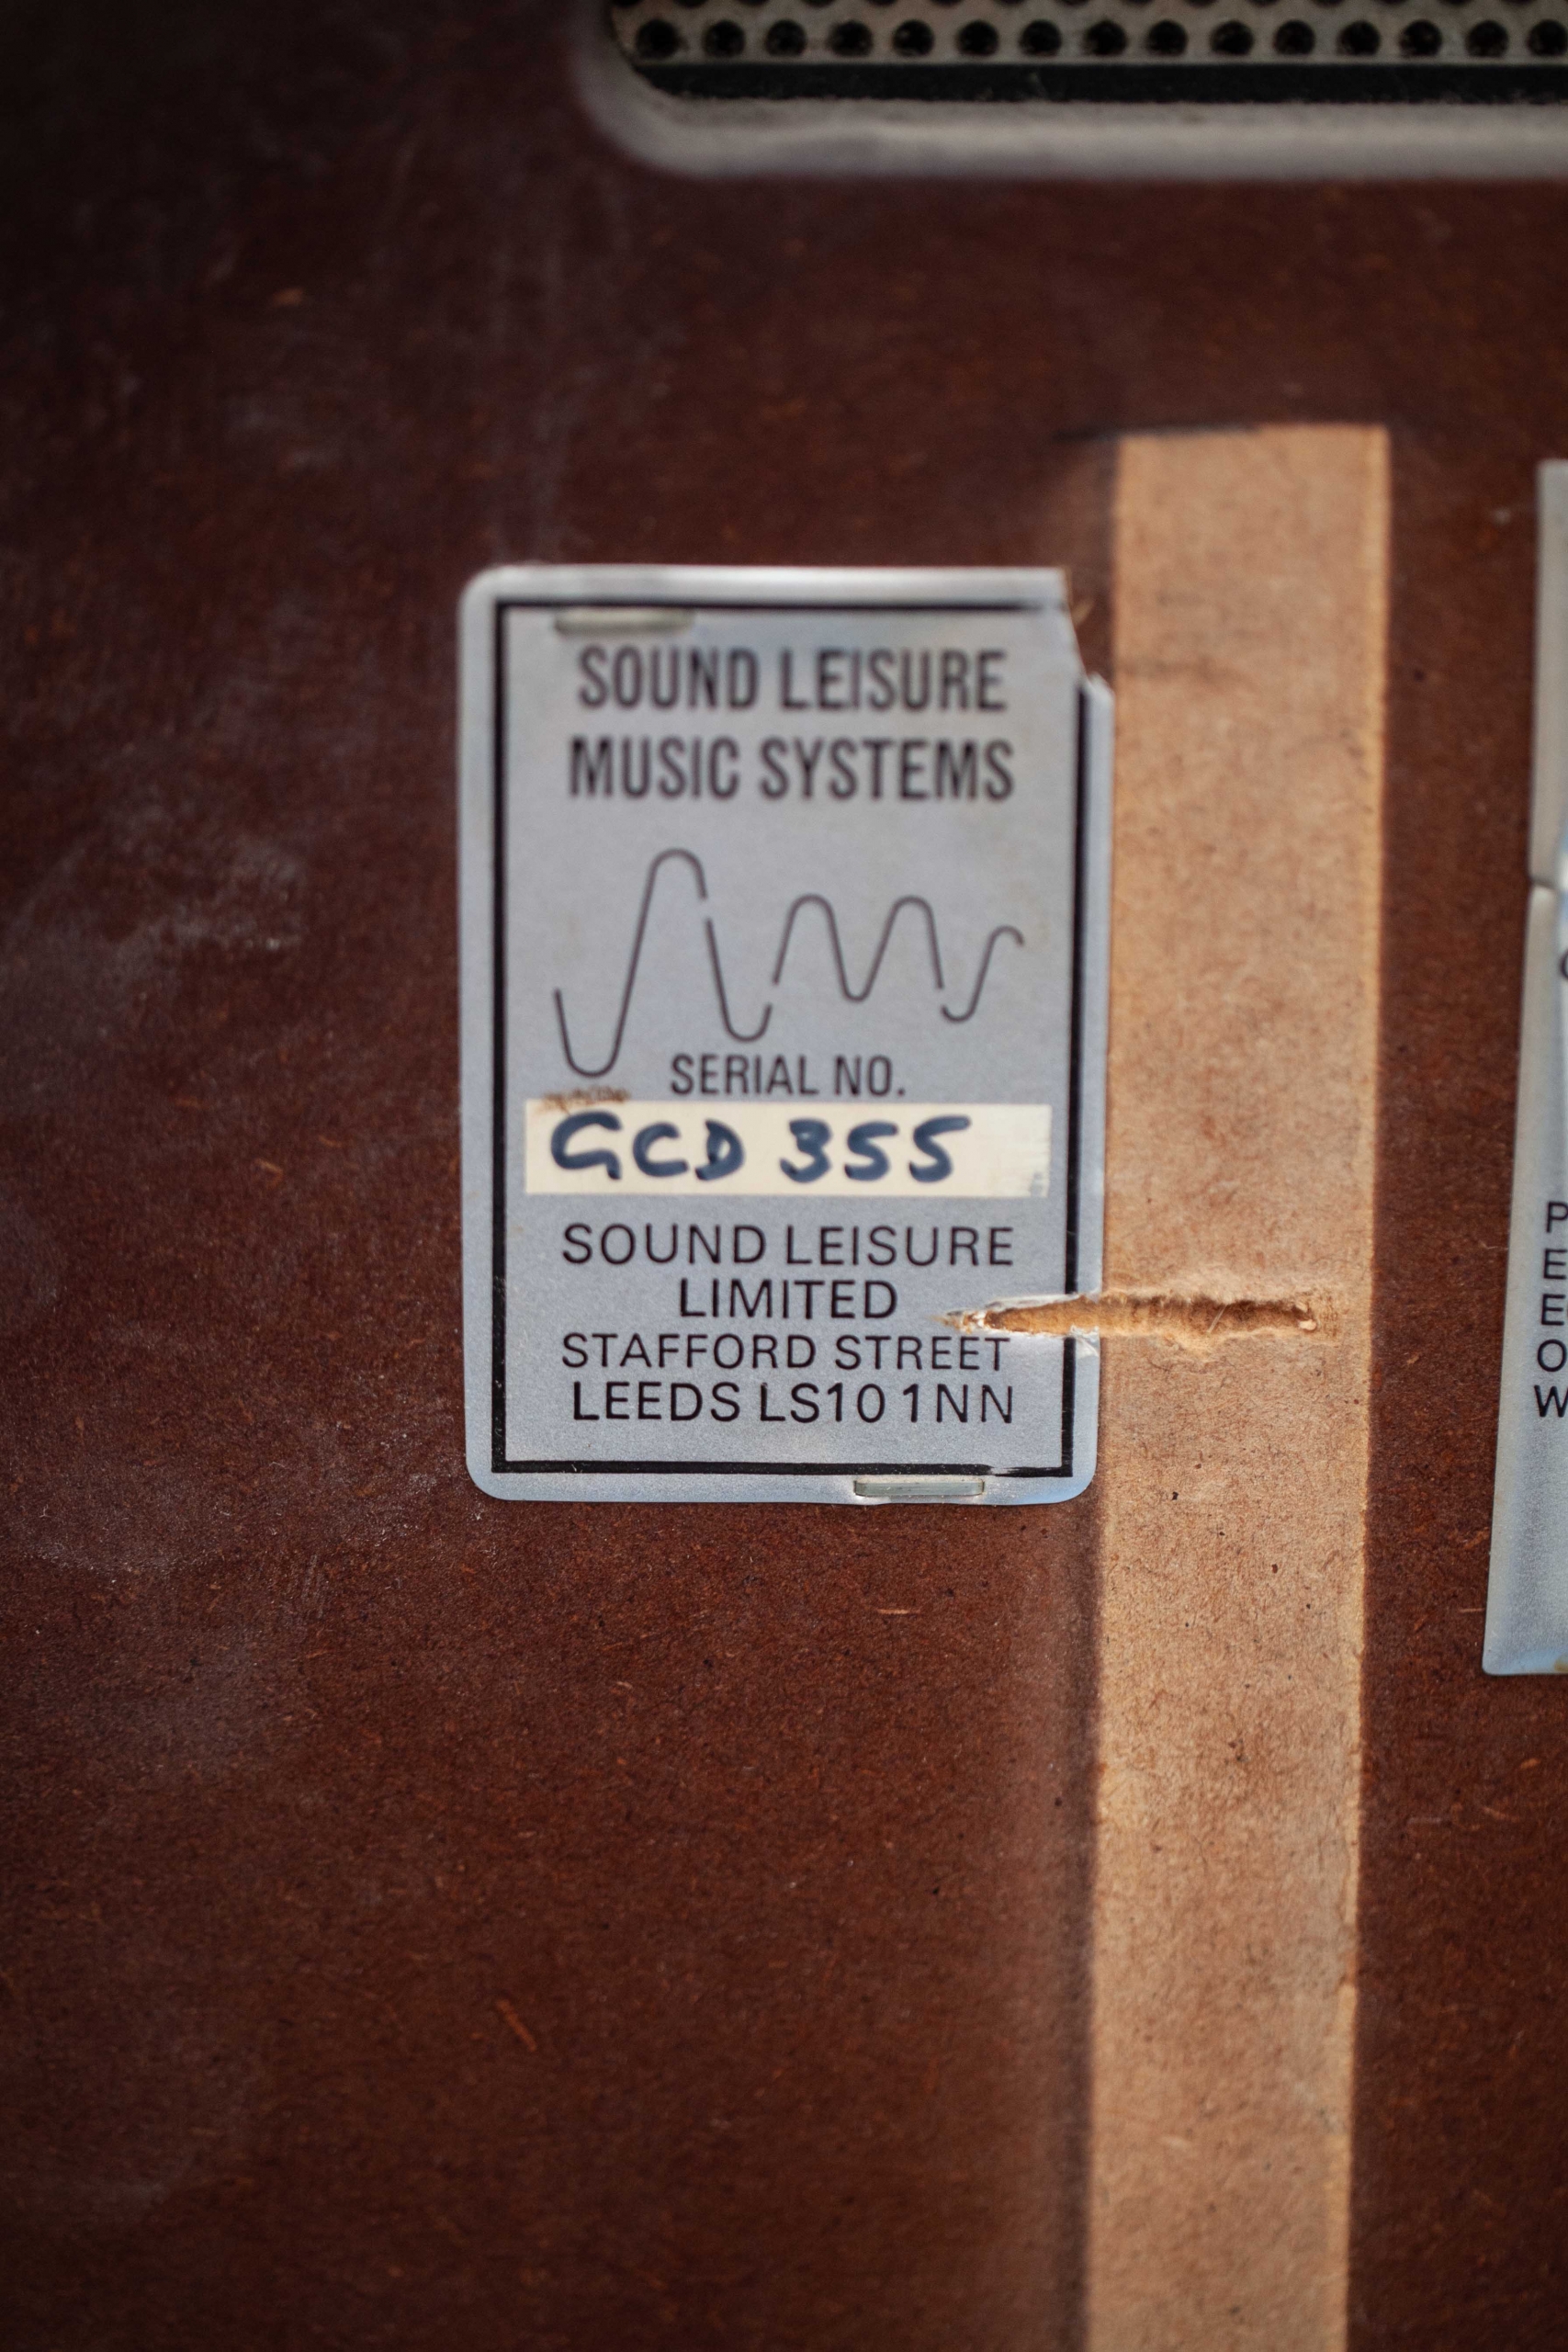 SOUND LEISURE
MUSIC SYSTEMS
SERIAL NO.
GCD 355
SOUND LEISURE
LIMITED
STAFFORD STREET
LEEDS LS10 1NN
P
E
E
O
W